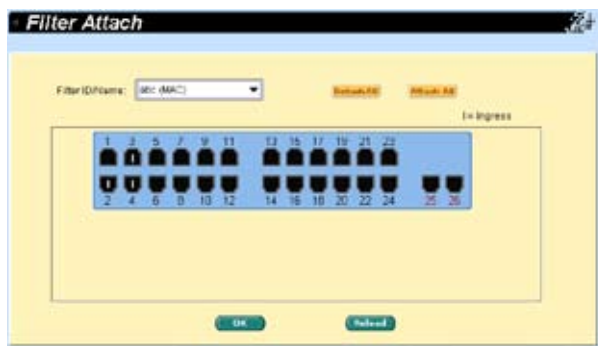 Filter Attach
Filter ID/Name: abc (MAC) Detach All Attach All
I = Ingress
1 3 5 7 9 11 13 15 17 19 21 23
I
I I
2 4 6 8 10 12 14 16 18 20 22 24 25 26
OK Reload